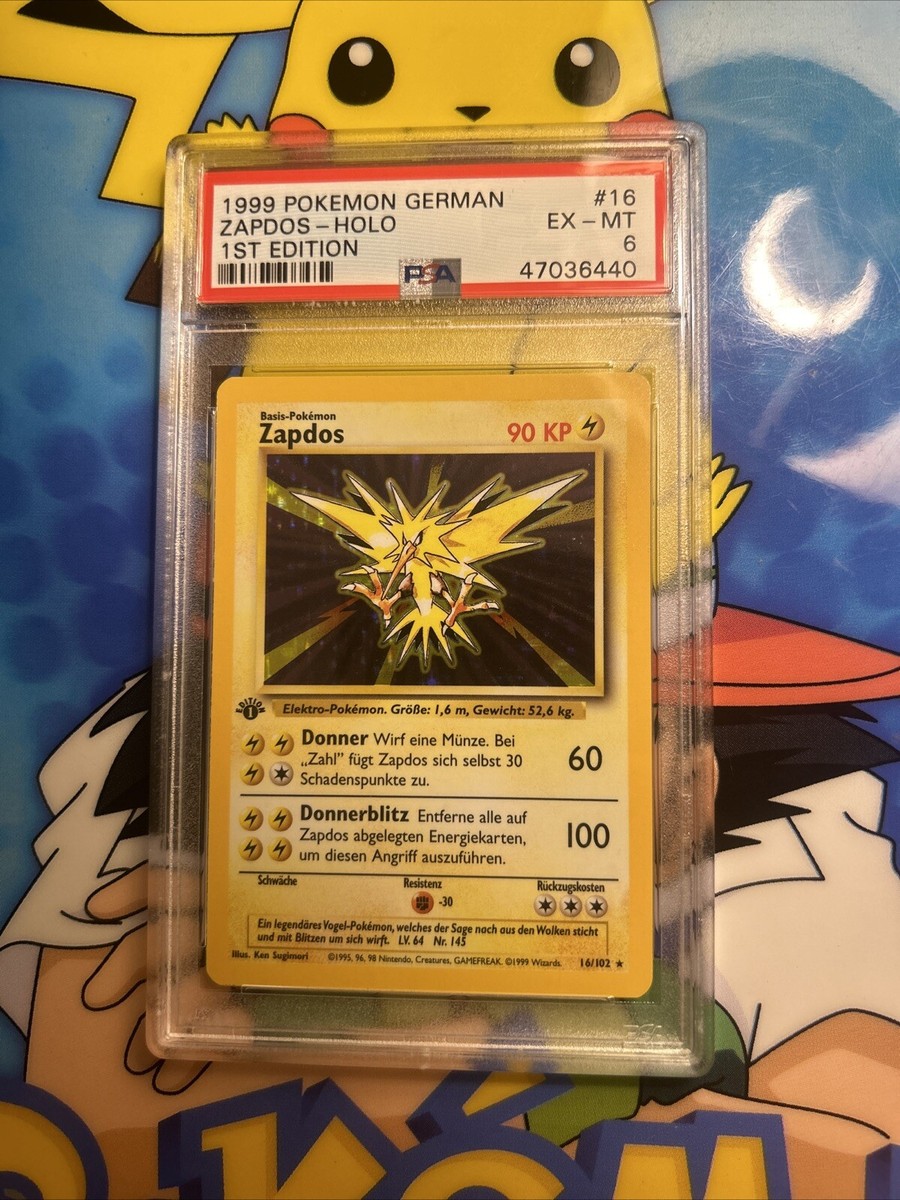 1999 POKEMON GERMAN #16
ZAPDOS-HOLO EX-MT
1ST EDITION 6
PSA 47036440
Basis-Pokémon
Zapdos 90 KP
EDITION 1
Elektro-Pokémon. Größe: 1,6 m, Gewicht: 52,6 kg.
Donner Wirf eine Münze. Bei
„Zahl" fügt Zapdos sich selbst 30 60
Schadenspunkte zu.
Donnerblitz Entferne alle auf
Zapdos abgelegten Energiekarten, 100
um diesen Angriff auszuführen.
Schwäche Resistenz Rückzugskosten
-30
Ein legendäres Vogel-Pokémon, welches der Sage nach aus den Wolken sticht
und mit Blitzen um sich wirft. LV. 64 Nr. 145
Illus. Ken Sugimori ©1995, 96, 98 Nintendo, Creatures, GAMEFREAK. ©1999 Wizards. 16/102 ★